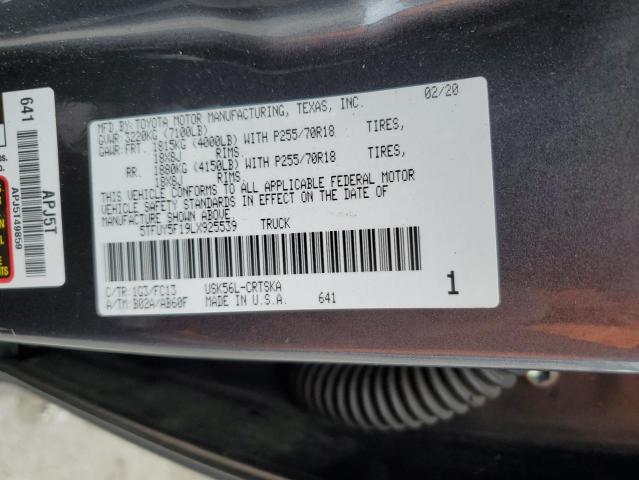 MFD.BY:TOYOTA MOTOR MANUFACTURING, TEXAS, INC. 02/20
GVWR 3220KG (7100LB)
GAWR:FRT. 1815KG (4000LB) WITH P255/70R18 TIRES,
18X8J RIMS.
RR. 1880KG (4150LB) WITH P255/70R18 TIRES,
18X8J RIMS.
THIS VEHICLE CONFORMS TO ALL APPLICABLE FEDERAL MOTOR
VEHICLE SAFETY STANDARDS IN EFFECT ON THE DATE OF
MANUFACTURE SHOWN ABOVE.
5TFUY5F19LX925539 TRUCK
C/TR:1G3/FC13 USK56L-CRTSKA
A/TM:B02A/AB60F MADE IN U.S.A. 641 1
641
APJ5T
APJ5T49859